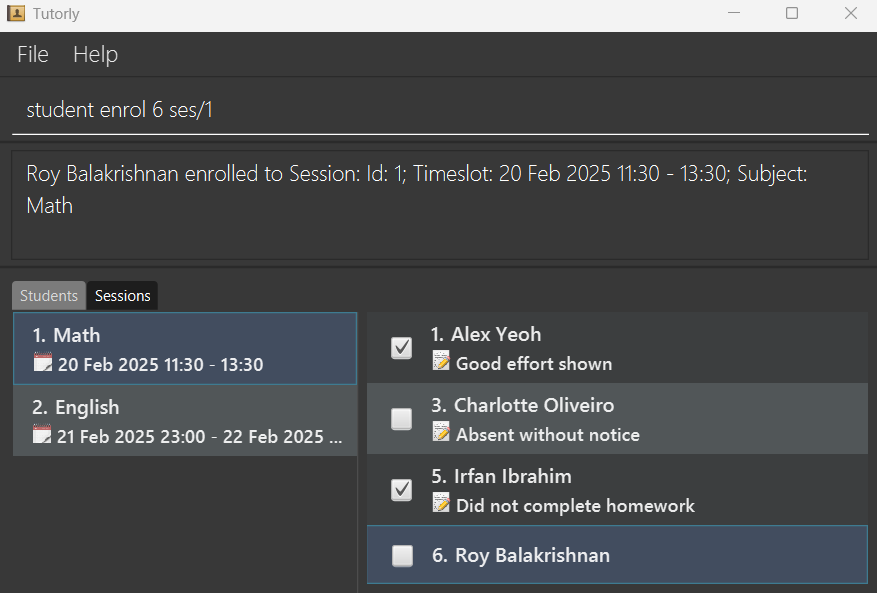 Tutorly
File Help
student enrol 6 ses/1
Roy Balakrishnan enrolled to Session: Id: 1; Timeslot: 20 Feb 2025 11:30 - 13:30; Subject:
Math
Students Sessions
1. Math
20 Feb 2025 11:30 - 13:30
2. English
21 Feb 2025 23:00 - 22 Feb 2025 ...
1. Alex Yeoh
Good effort shown
3. Charlotte Oliveiro
Absent without notice
5. Irfan Ibrahim
Did not complete homework
6. Roy Balakrishnan